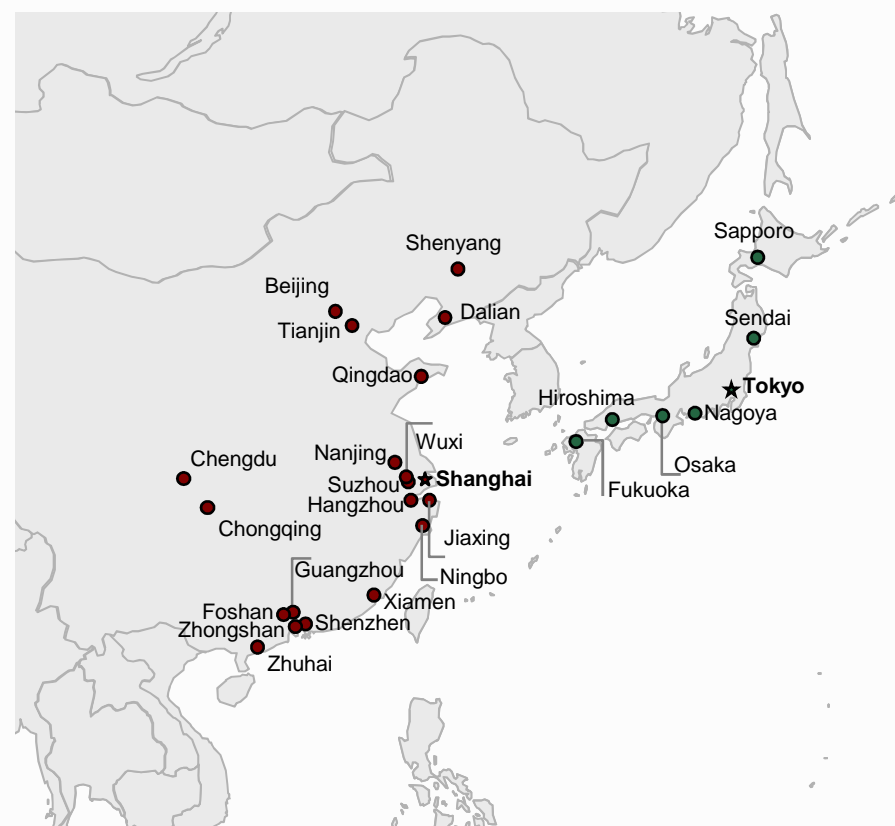 Sapporo
Shenyang
Beijing
Dalian
Sendai
Tianjin
Qingdao
Tokyo
Hiroshima
Nagoya
Wuxi
Nanjing
Chengdu
Osaka
Suzhou
Shanghai
Fukuoka
Hangzhou
Chongqing
Jiaxing
Guangzhou
Ningbo
Xiamen
Foshan
Shenzhen
Zhongshan
Zhuhai